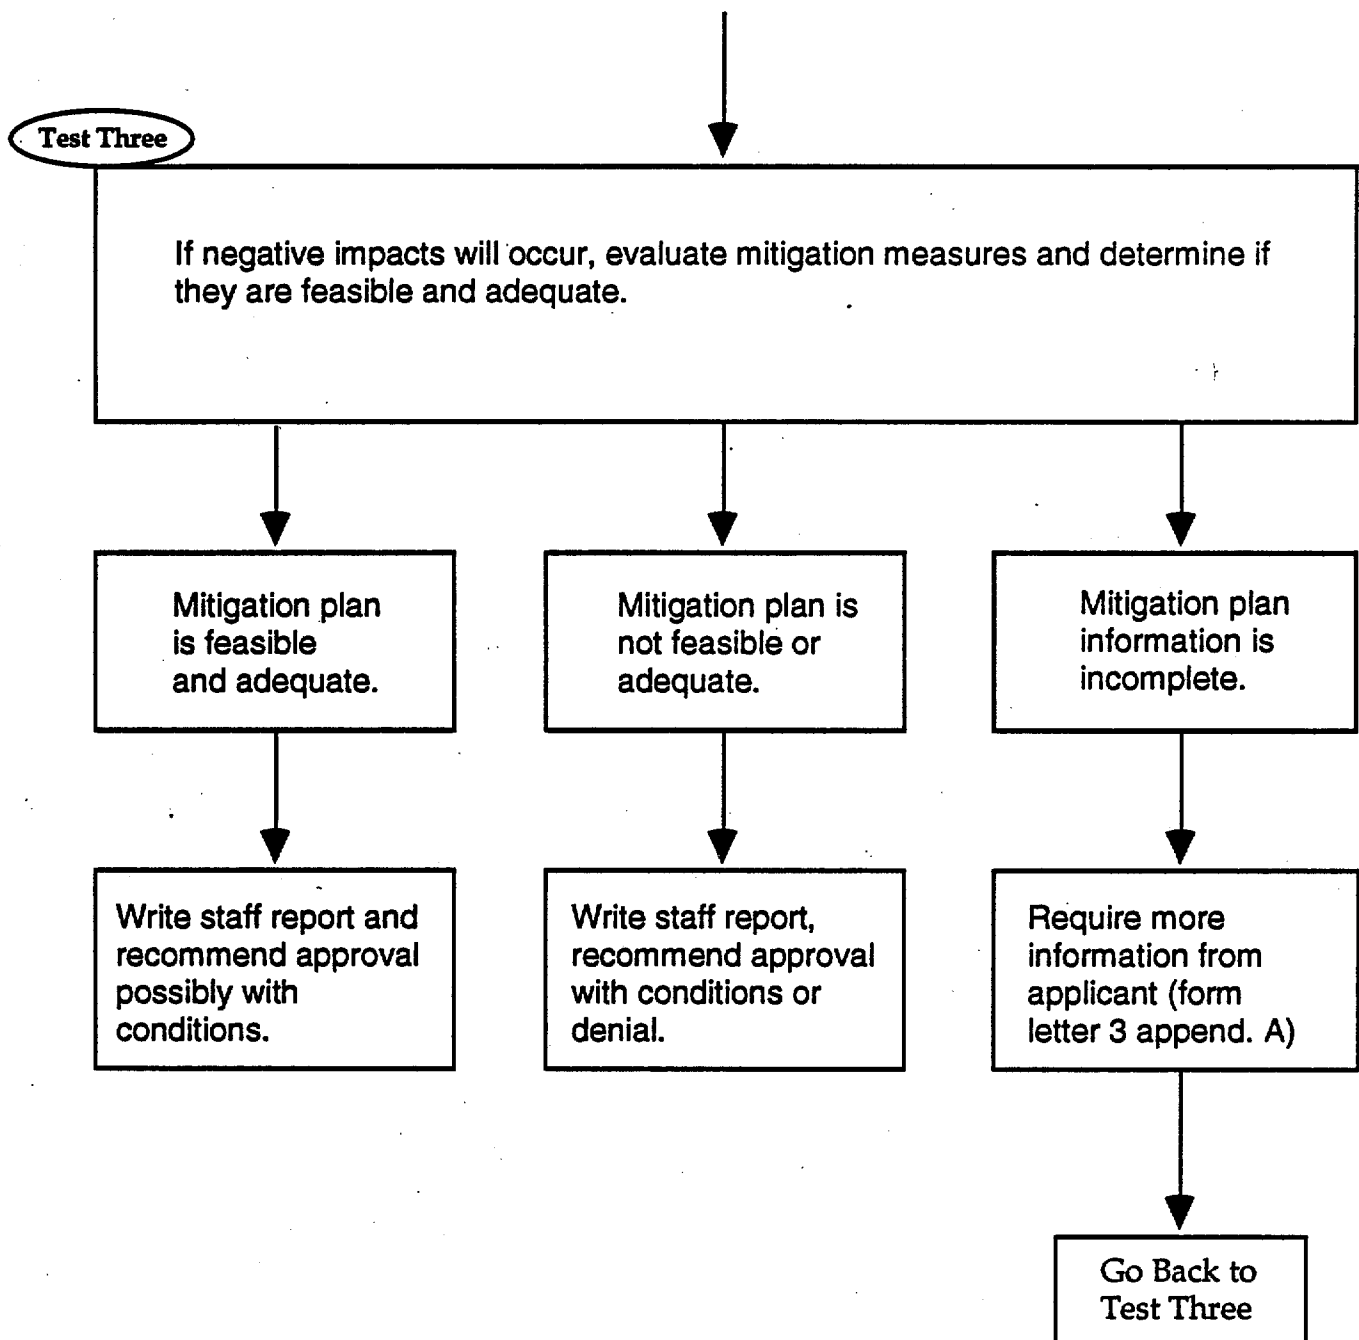 Test Three
If negative impacts will occur, evaluate mitigation measures and determine if
they are feasible and adequate.
Mitigation plan
is feasible
and adequate.
Mitigation plan is
not feasible or
adequate.
Mitigation plan
information is
incomplete.
Write staff report and
recommend approval
possibly with
conditions.
Write staff report,
recommend approval
with conditions or
denial.
Require more
information from
applicant (form
letter 3 append. A)
Go Back to
Test Three